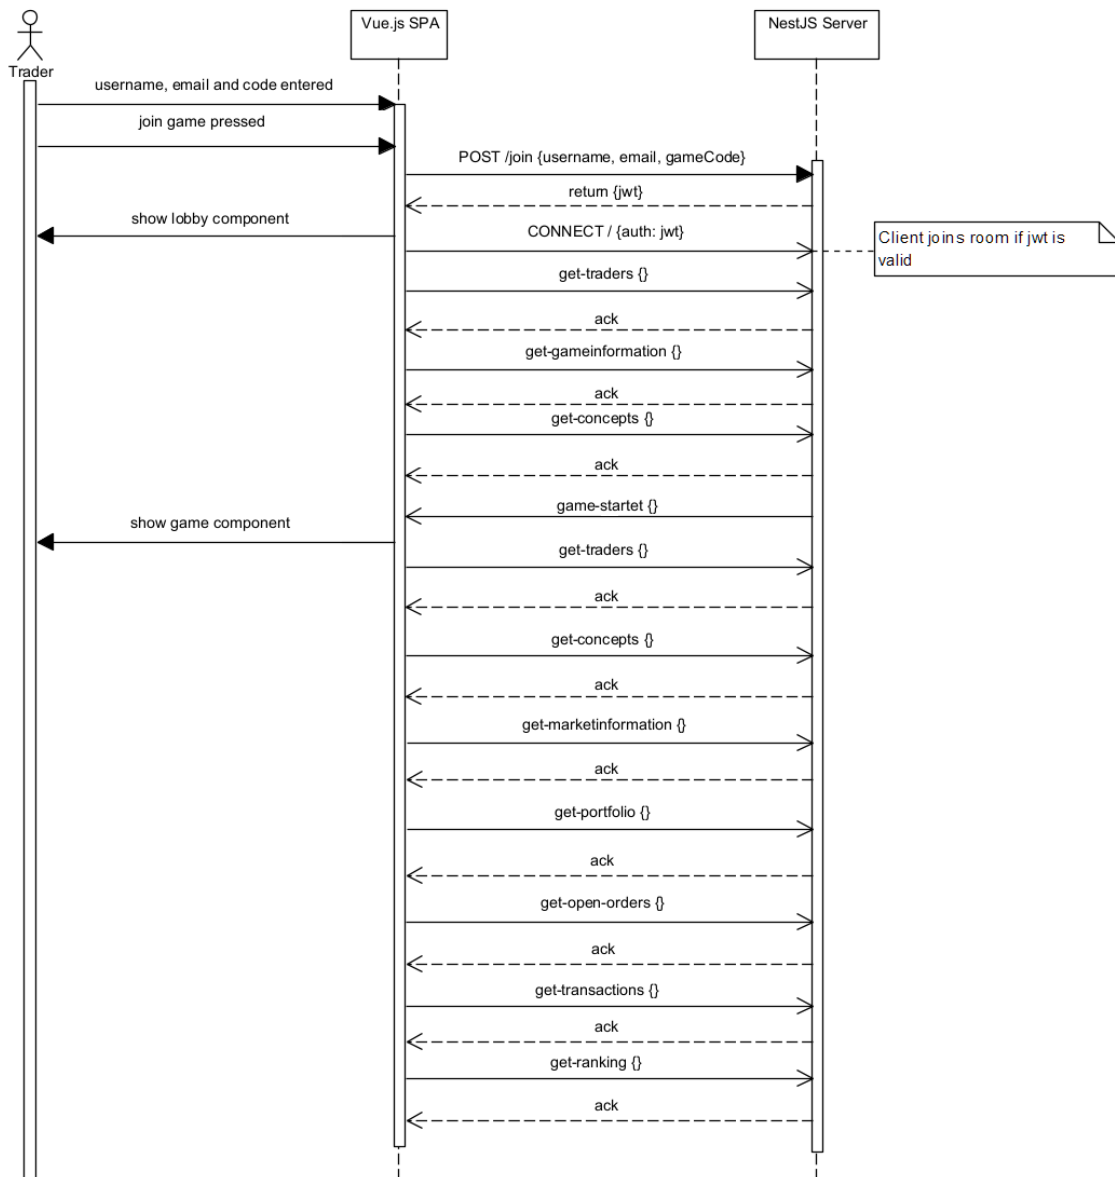 Vue.js SPA
NestJS Server
Trader
username, email and code entered
join game pressed
POST /join {username, email, gameCode}
return {jwt}
show lobby component
CONNECT / {auth: jwt}
Client joins room if jwt is
valid
get-traders {}
ack
get-gameinformation {}
ack
get-concepts {}
ack
game-startet {}
show game component
get-traders {}
ack
get-concepts {}
ack
get-marketinformation {}
ack
get-portfolio {}
ack
get-open-orders {}
ack
get-transactions {}
ack
get-ranking {}
ack